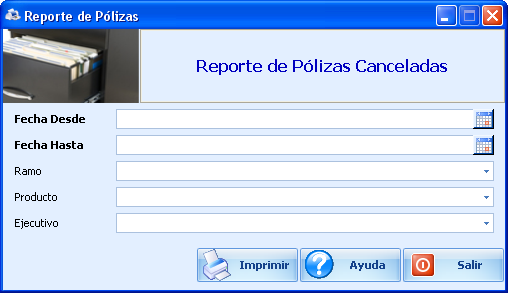 Reporte de Pólizas
Reporte de Pólizas Canceladas
Fecha Desde
Fecha Hasta
Ramo
Producto
Ejecutivo
Imprimir Ayuda Salir